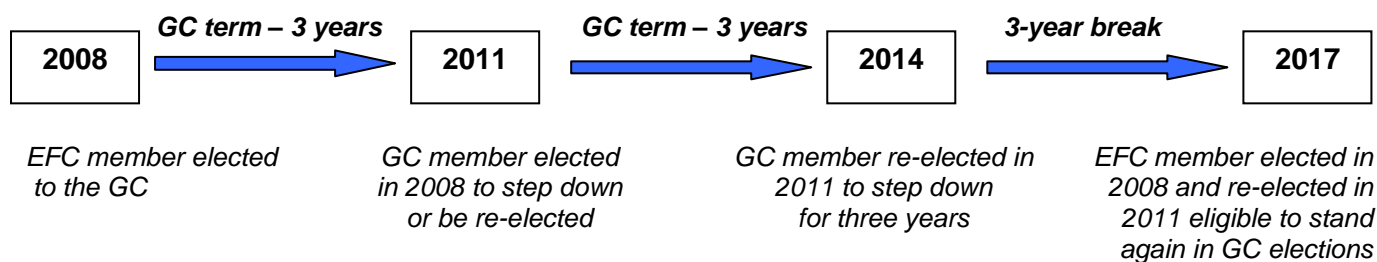 GC term – 3 years
GC term – 3 years
3-year break
2008
2011
2014
2017
EFC member elected
to the GC
GC member elected
in 2008 to step down
or be re-elected
GC member re-elected in
2011 to step down
for three years
EFC member elected in
2008 and re-elected in
2011 eligible to stand
again in GC elections